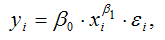 yᵢ = β₀ · xᵢ^β₁ · εᵢ,